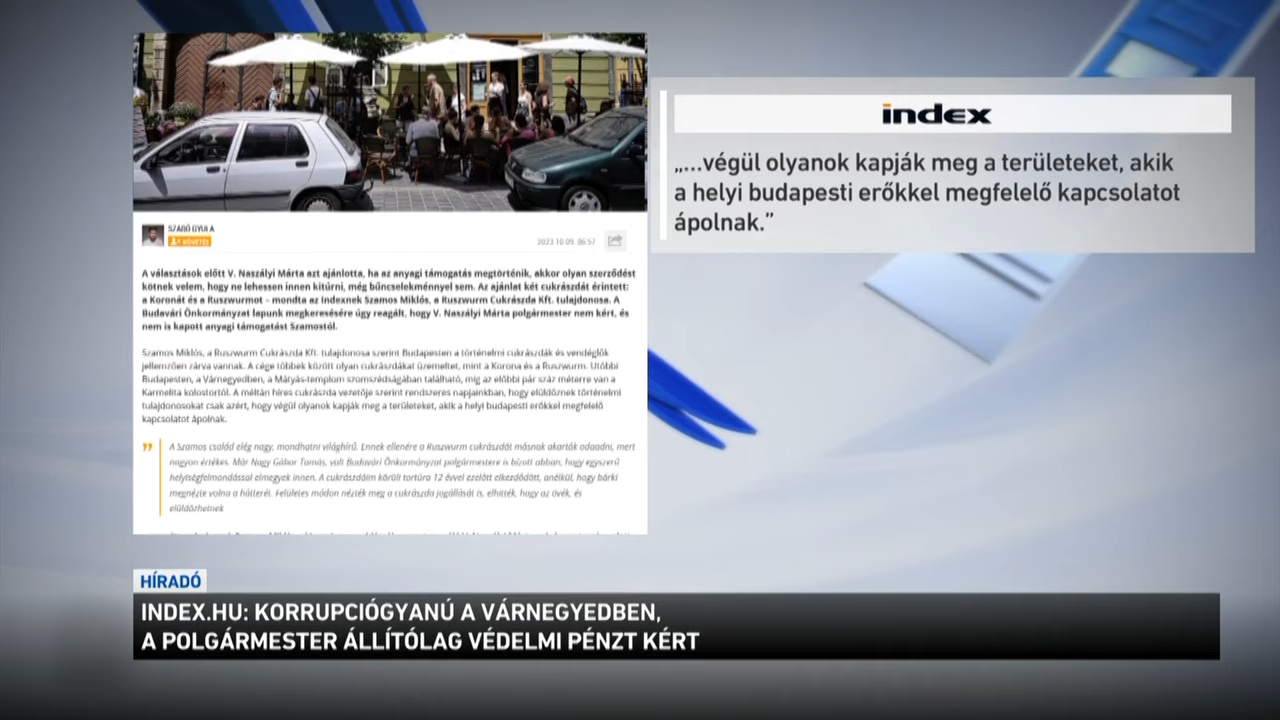 index
„...végül olyanok kapják meg a területeket, akik
a helyi budapesti erőkkel megfelelő kapcsolatot
ápolnak.”
SZABÓ GYULA
KÖVETÉS
2023.10.09. 06:57
A választások előtt V. Naszályi Márta azt ajánlotta, ha az anyagi támogatás megtörténik, akkor olyan szerződést
kötnek velem, hogy ne lehessen innen kitúrni, még bűncselekménnyel sem. Az ajánlat két cukrászdát érintett:
a Koronát és a Ruszwurmot – mondta az Indexnek Szamos Miklós, a Ruszwurm Cukrászda Kft. tulajdonosa. A
Budavári Önkormányzat lapunk megkeresésére úgy reagált, hogy V. Naszályi Márta polgármester nem kért, és
nem is kapott anyagi támogatást Szamostól.
Szamos Miklós, a Ruszwurm Cukrászda Kft. tulajdonosa szerint Budapesten a történelmi cukrászdák és vendéglők
jellemzően zárva vannak. A cége többek között olyan cukrászdákat üzemeltet, mint a Korona és a Ruszwurm. Utóbbi
Budapesten, a Várnegyedben, a Mátyás-templom szomszédságában található, míg az előbbi pár száz méterre van a
Karmelita kolostortól. A méltán híres cukrászda vezetője szerint rendszeres napjainkban, hogy elüldöznek történelmi
tulajdonosokat csak azért, hogy végül olyanok kapják meg a területeket, akik a helyi budapesti erőkkel megfelelő
kapcsolatot ápolnak.
A Szamos család elég nagy, mondhatni világhírű. Ennek ellenére a Ruszwurm cukrászdát másnak akarták odaadni, mert
nagyon értékes. Már Nagy Gábor Tamás, volt Budavári Önkormányzat polgármestere is bízott abban, hogy egyszerű
helyiségfelmondással elmegyek innen. A cukrászdáim körüli tortúra 12 évvel ezelőtt elkezdődött, anélkül, hogy bárki
megnézte volna a hátterét. Felületes módon nézték meg a cukrászda jogállását is, elhitték, hogy az övék, és
elüldözhetnek
HÍRADÓ
INDEX.HU: KORRUPCIÓGYANÚ A VÁRNEGYEDBEN,
A POLGÁRMESTER ÁLLÍTÓLAG VÉDELMI PÉNZT KÉRT